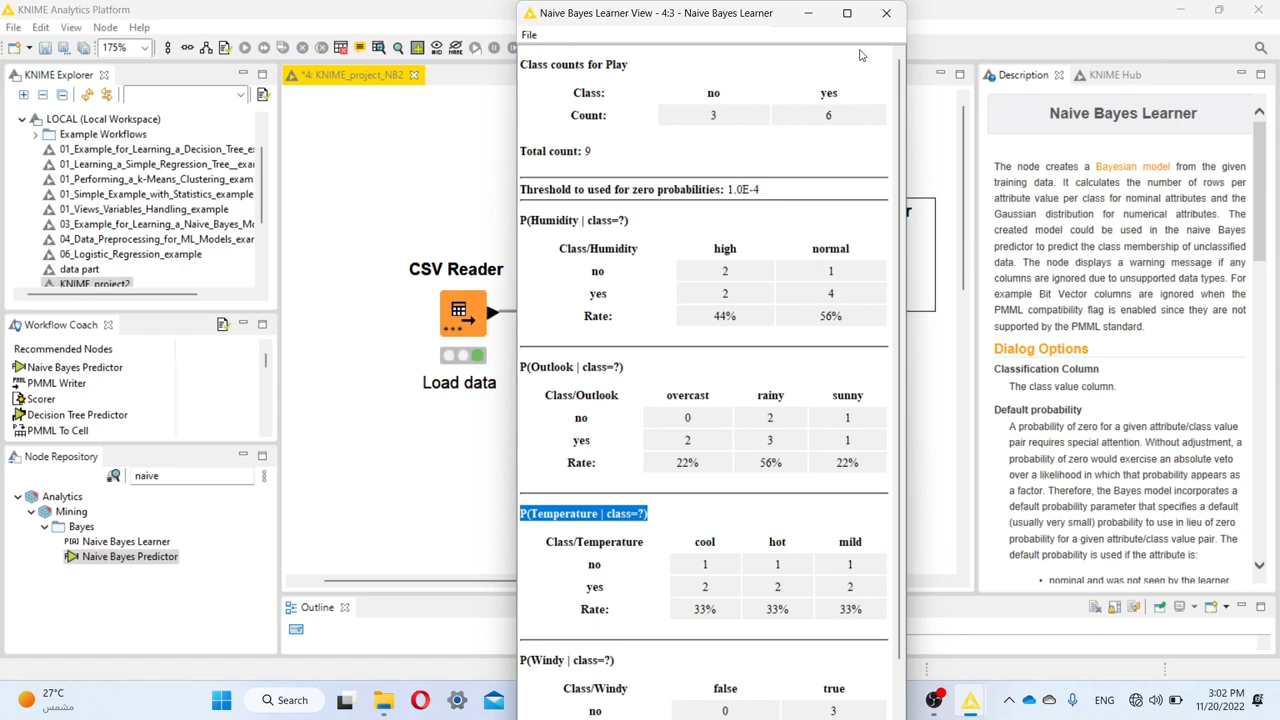 KNIME Analytics Platform
File Edit View Node Help
175%
KNIME Explorer
LOCAL (Local Workspace)
Example Workflows
01_Example_for_Learning_a_Decision_Tree_e
01_Learning_a_Simple_Regression_Tree__exa
01_Performing_a_k-Means_Clustering_exam
01_Simple_Example_with_Statistics_example
01_Views_Variables_Handling_example
03_Example_for_Learning_a_Naive_Bayes_Mo
04_Data_Preprocessing_for_ML_Models_exam
06_Logistic_Regression_example
data part
KNIME_project2
Workflow Coach
Recommended Nodes
Naive Bayes Predictor
PMML Writer
Scorer
Decision Tree Predictor
PMML To Cell
Node Repository
naive
Analytics
Mining
Bayes
Naive Bayes Learner
Naive Bayes Predictor
*4: KNIME_project_NB2
CSV Reader
Load data
Outline
Naive Bayes Learner View - 4:3 - Naive Bayes Learner
File
Class counts for Play
Class: no yes
Count: 3 6
Total count: 9
Threshold to used for zero probabilities: 1.0E-4
P(Humidity | class=?)
Class/Humidity high normal
no 2 1
yes 2 4
Rate: 44% 56%
P(Outlook | class=?)
Class/Outlook overcast rainy sunny
no 0 2 1
yes 2 3 1
Rate: 22% 56% 22%
P(Temperature | class=?)
Class/Temperature cool hot mild
no 1 1 1
yes 2 2 2
Rate: 33% 33% 33%
P(Windy | class=?)
Class/Windy false true
no 0 3
r
Description KNIME Hub
Naive Bayes Learner
The node creates a Bayesian model from the given
training data. It calculates the number of rows per
attribute value per class for nominal attributes and the
Gaussian distribution for numerical attributes. The
created model could be used in the naive Bayes
predictor to predict the class membership of unclassified
data. The node displays a warning message if any
columns are ignored due to unsupported data types. For
example Bit Vector columns are ignored when the
PMML compatibility flag is enabled since they are not
supported by the PMML standard.
Dialog Options
Classification Column
The class value column.
Default probability
A probability of zero for a given attribute/class value
pair requires special attention. Without adjustment, a
probability of zero would exercise an absolute veto
over a likelihood in which that probability appears as
a factor. Therefore, the Bayes model incorporates a
default probability parameter that specifies a default
(usually very small) probability to use in lieu of zero
probability for a given attribute/class value pair. The
default probability is used if the attribute is:
• nominal and was not seen by the learner
27°C
مشمس
Search
ENG
3:02 PM
11/20/2022